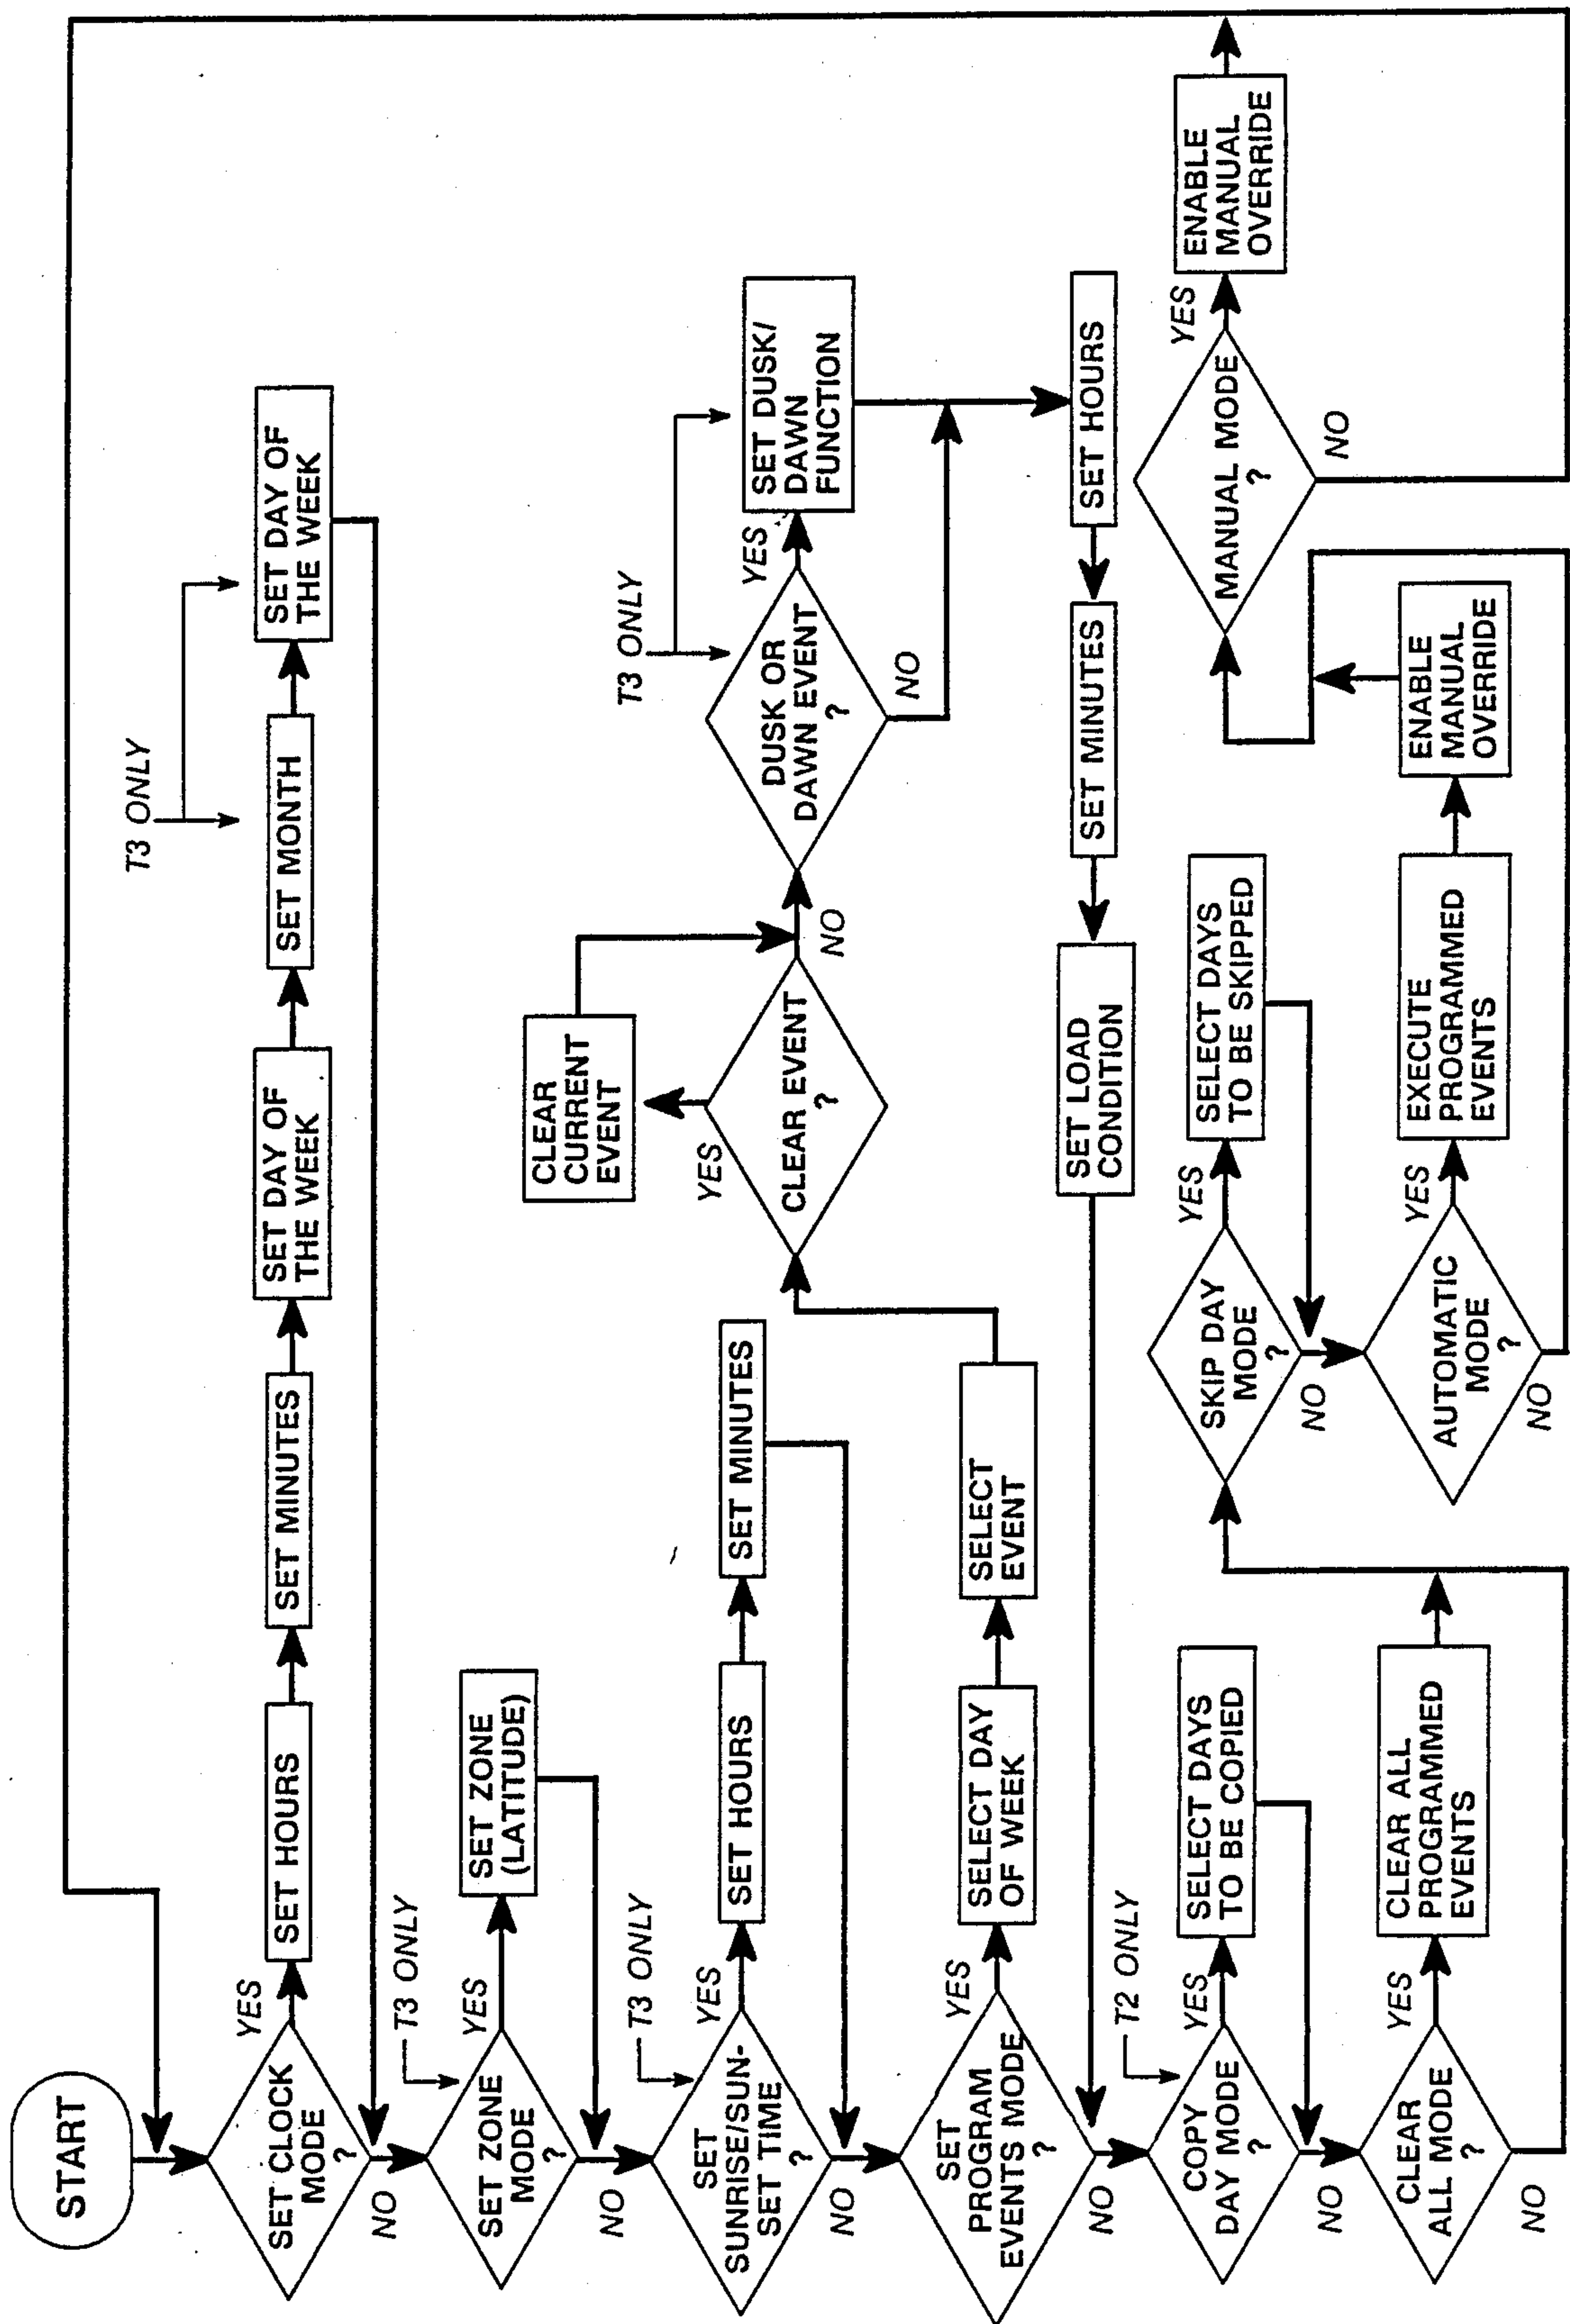 START
SET CLOCK
MODE
?
YES
NO
SET HOURS
SET MINUTES
SET DAY OF
THE WEEK
SET MONTH
SET DAY OF
THE WEEK
T3 ONLY
T3 ONLY
SET ZONE
MODE
?
YES
NO
SET ZONE
(LATITUDE)
T3 ONLY
SET
SUNRISE/SUN-
SET TIME
?
YES
NO
SET HOURS
SET MINUTES
SET
PROGRAM
EVENTS MODE
?
YES
NO
SELECT DAY
OF WEEK
SELECT
EVENT
CLEAR EVENT
?
YES
NO
CLEAR
CURRENT
EVENT
T3 ONLY
DUSK OR
DAWN EVENT
?
YES
NO
SET DUSK/
DAWN
FUNCTION
SET HOURS
SET MINUTES
SET LOAD
CONDITION
T2 ONLY
COPY
DAY MODE
?
YES
NO
SELECT DAYS
TO BE COPIED
CLEAR
ALL MODE
?
YES
NO
CLEAR ALL
PROGRAMMED
EVENTS
SKIP DAY
MODE
?
YES
NO
SELECT DAYS
TO BE SKIPPED
AUTOMATIC
MODE
?
YES
NO
EXECUTE
PROGRAMMED
EVENTS
ENABLE
MANUAL
OVERRIDE
MANUAL MODE
?
YES
NO
ENABLE
MANUAL
OVERRIDE